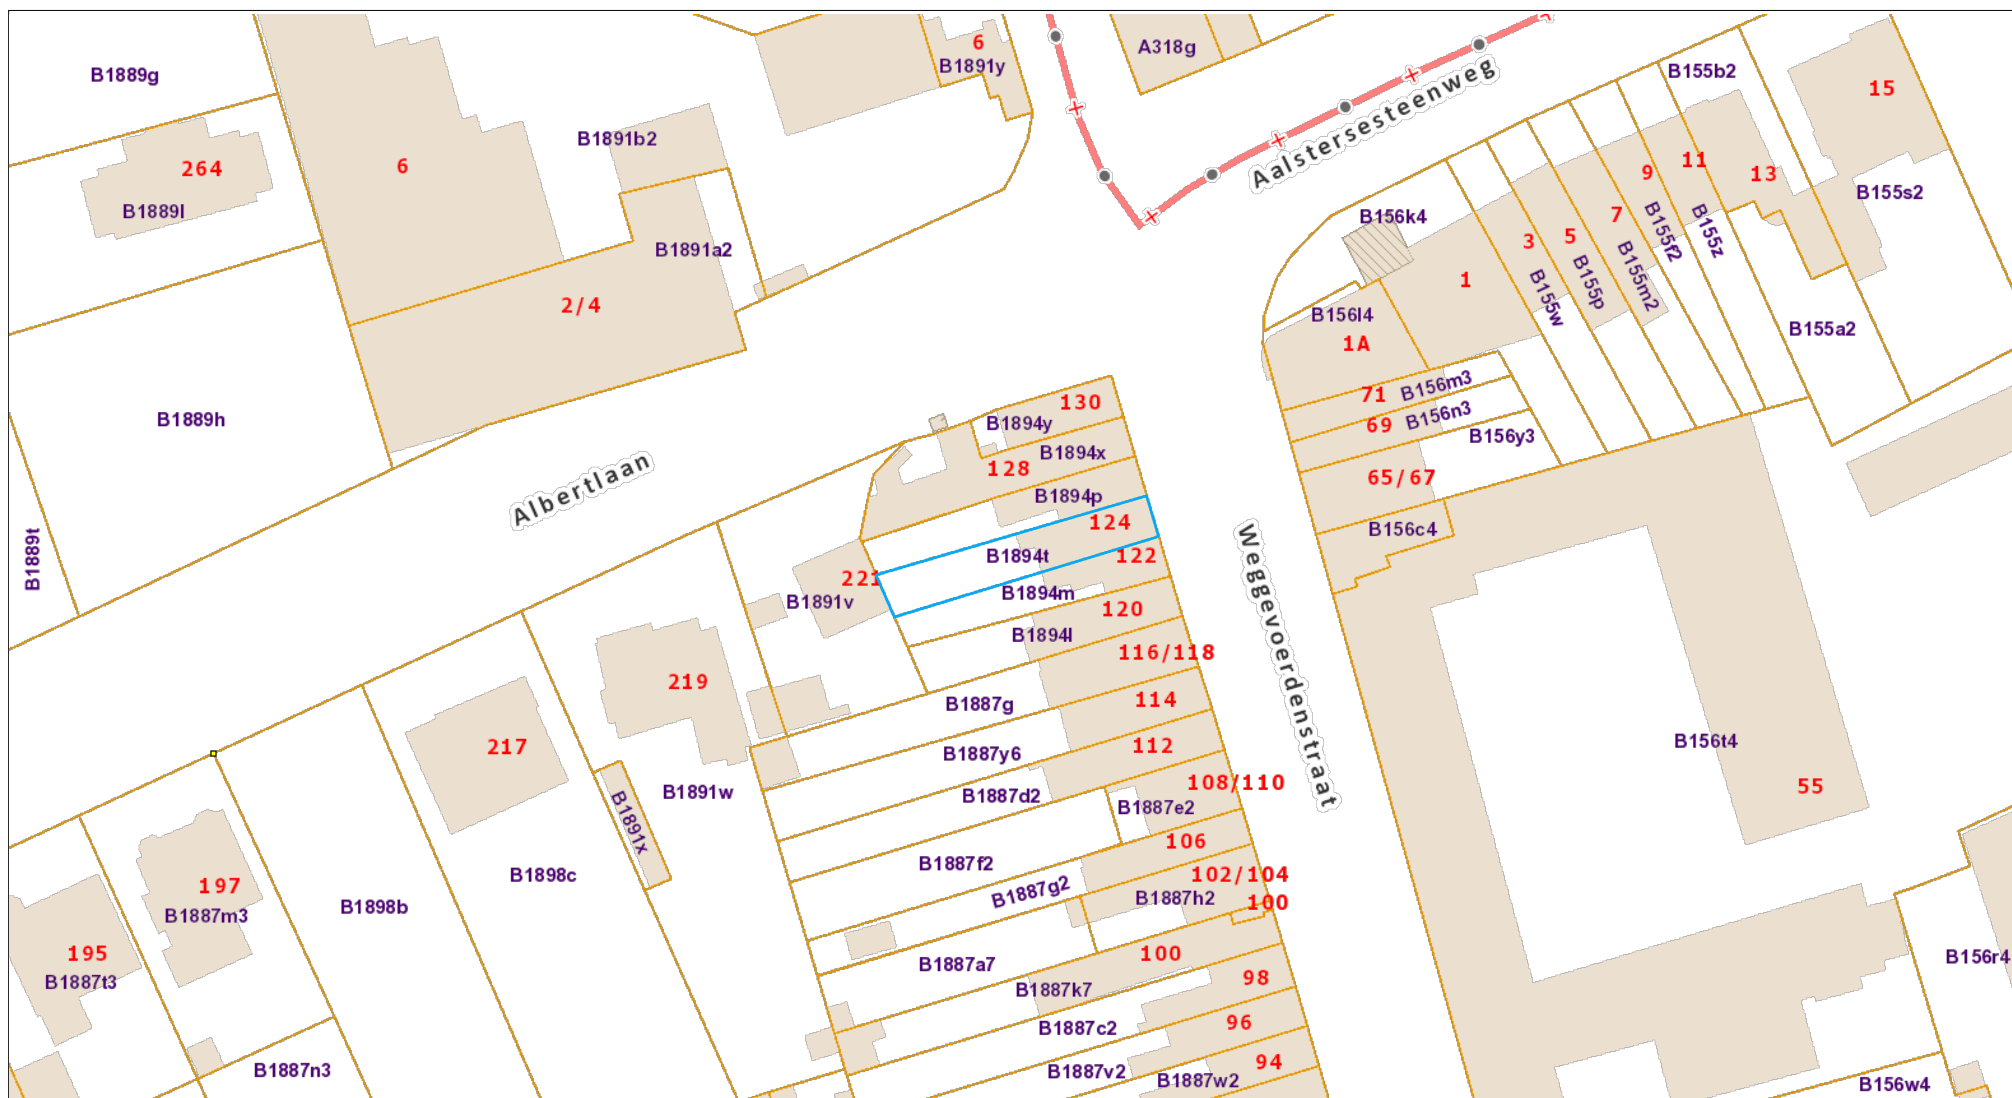 6
A318g
B1891y
B155b2
B1889g
15
B1891b2
264
6
11
9
13
Aalstersesteenweg
B155s2
B1889l
B156k4
7
B155f2
B155z
3
5
B1891a2
B155m2
B155p
B155w
1
2/4
B156l4
B155a2
1A
71
B156m3
130
B1889h
B1894y
69
B156n3
B156y3
B1894x
128
Albertlaan
65/67
B1894p
124
B156c4
B1889t
B1894t
122
221
B1894m
B1891v
120
B1894l
116/118
Weggevoerdenstraat
219
114
B1887g
B156t4
217
112
B1887y6
108/110
55
B1891w
B1887d2
B1887e2
B1891x
106
B1887f2
B1898c
102/104
197
B1887g2
B1887h2
100
B1898b
B1887m3
195
100
B156r4
B1887a7
98
B1887t3
B1887k7
96
B1887c2
94
B1887n3
B1887v2
B1887w2
B156w4